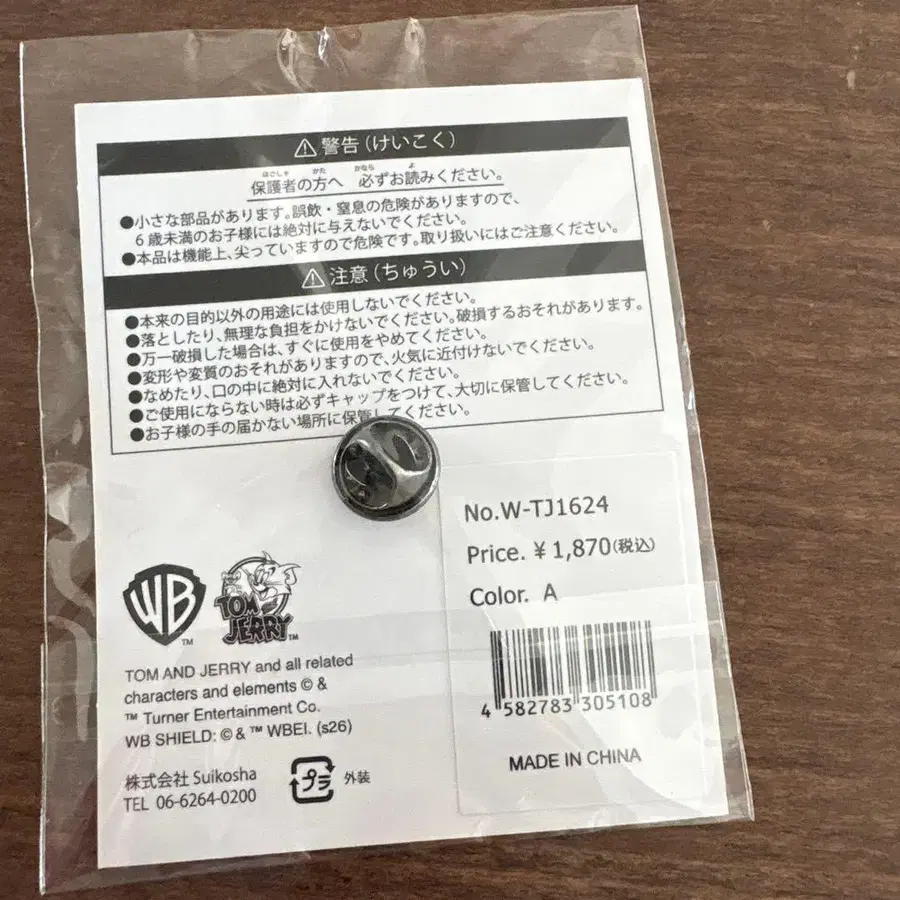 ⚠警告(けいこく)
保護者の方へ 必ずお読みください。
●小さな部品があります。誤飲・窒息の危険がありますので、
6歳未満のお子様には絶対に与えないでください。
●本品は機能上、尖っていますので危険です。取り扱いにはご注意ください。
⚠注意(ちゅうい)
●本来の目的以外の用途には使用しないでください。
●落としたり、無理な負担をかけないでください。破損するおそれがあります。
●万一破損した場合は、すぐに使用をやめてください。
●変形や変質のおそれがありますので、火気に近付けないでください。
●なめたり、口の中に絶対に入れないでください。
●ご使用にならない時は必ずキャップをつけて、大切に保管してください。
●お子様の手の届かない場所に保管してください。
No.W-TJ1624
Price. ¥1,870(税込)
Color. A
4 582783 305108
MADE IN CHINA
WB™
TOM
JERRY™
TOM AND JERRY and all related
characters and elements © &
™ Turner Entertainment Co.
WB SHIELD: © & ™ WBEI. (s26)
株式会社 Suikosha
TEL 06-6264-0200
プラ 外装